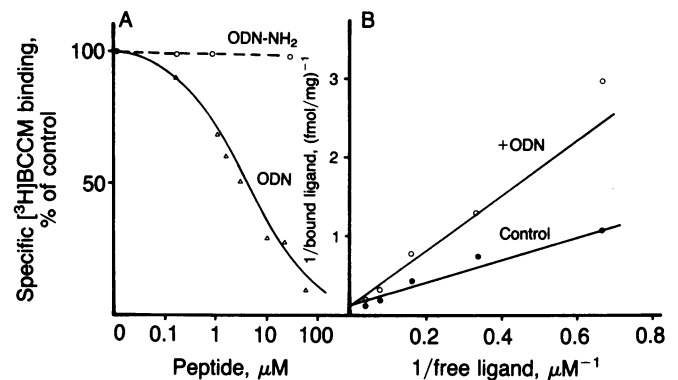 A
B
ODN-NH2
100
50
ODN
Specific [³H]BCCM binding,
% of control
0 0.1 1 10 100
Peptide, μM
1/bound ligand, (fmol/mg)⁻¹
3
2
1
+ODN
Control
0.2 0.4 0.6 0.8
1/free ligand, μM⁻¹